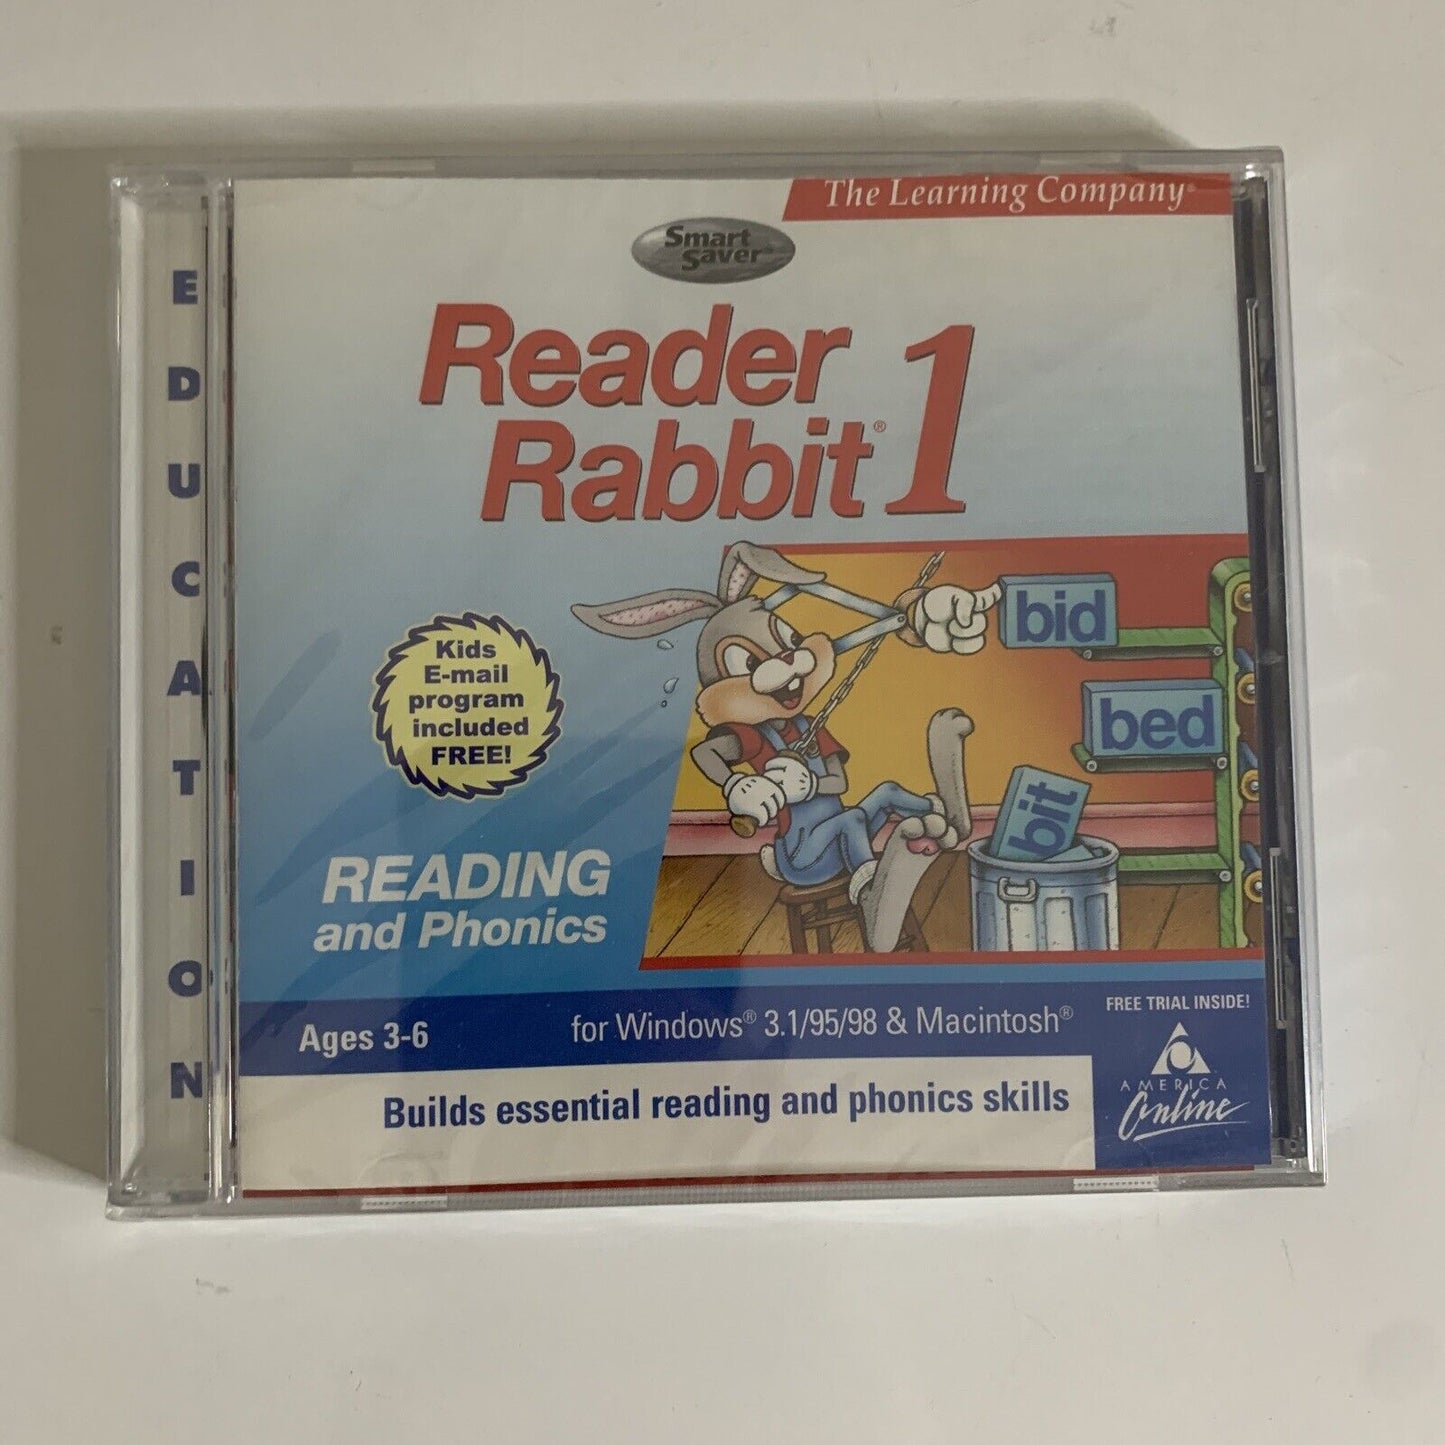 EDUCATION
The Learning Company®
Smart
Saver®
Reader
Rabbit® 1
Kids
E-mail
program
included
FREE!
bid
bed
bit
READING
and Phonics
Ages 3-6
for Windows® 3.1/95/98 & Macintosh®
FREE TRIAL INSIDE!
AMERICA
Online
Builds essential reading and phonics skills